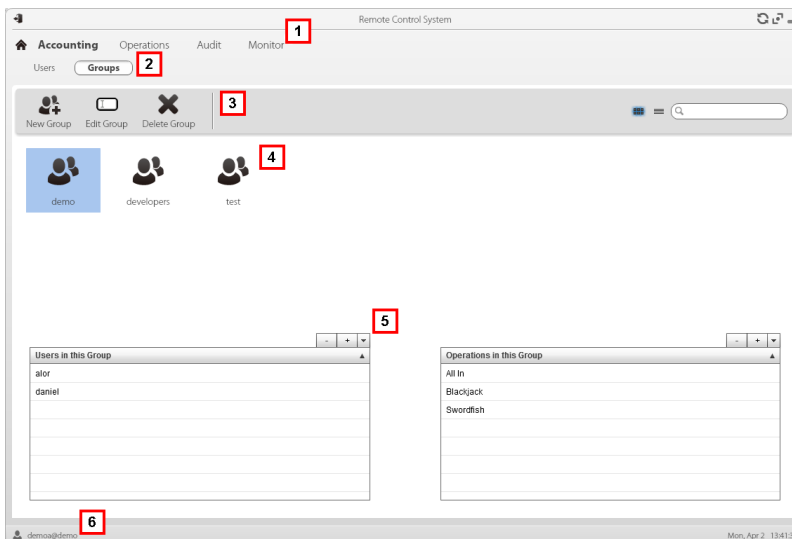 Remote Control System
1
Accounting Operations Audit Monitor
Users Groups 2
3
New Group Edit Group Delete Group
4
demo developers test
5
- + - +
Users in this Group Operations in this Group
alor All In
daniel Blackjack
Swordfish
6
demoa@demo Mon, Apr 2